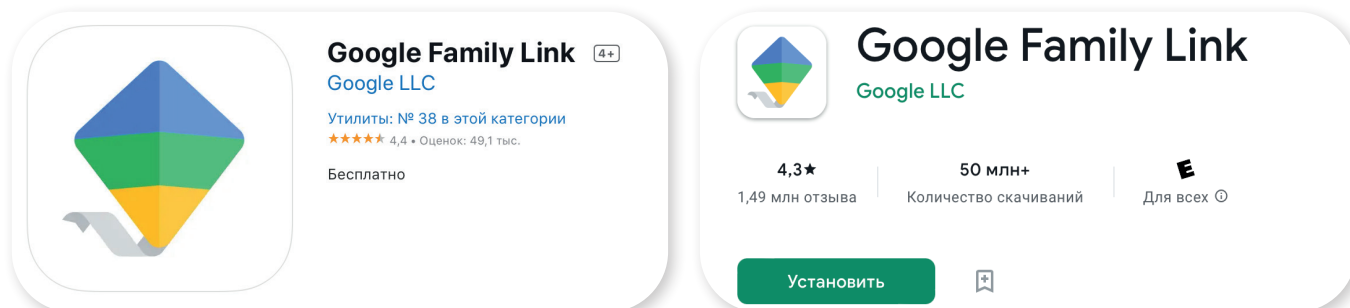 Google Family Link 4+
Google LLC
Утилиты: № 38 в этой категории
4,4 • Оценок: 49,1 тыс.
Бесплатно
Google Family Link
Google LLC
4,3★ 50 млн+ E
1,49 млн отзыва Количество скачиваний Для всех
Установить